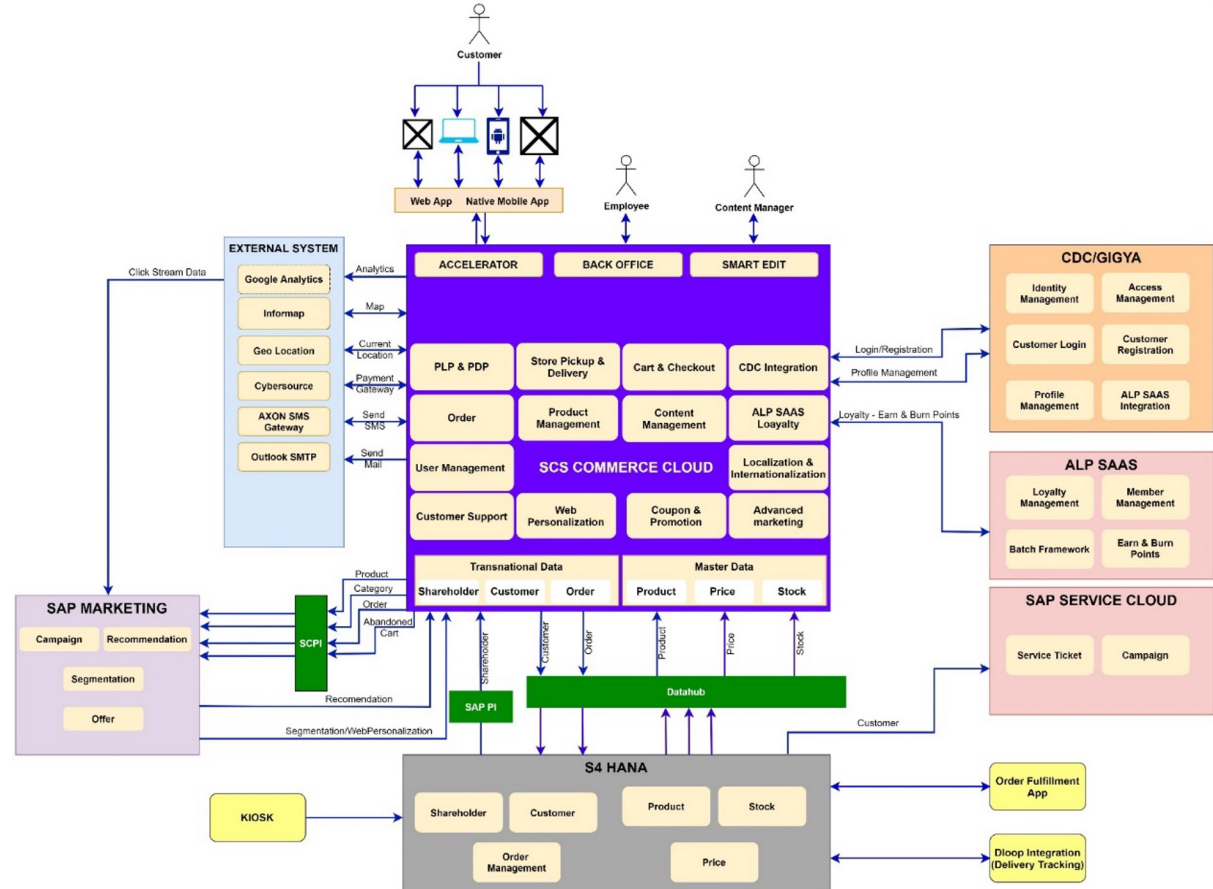 Customer
Web App
Native Mobile App
Employee
Content Manager
EXTERNAL SYSTEM
Google Analytics
Informap
Geo Location
Cybersource
AXON SMS
Gateway
Outlook SMTP
Click Stream Data
Analytics
Map
Current
Location
Payment
Gateway
Send
SMS
Send
Mail
ACCELERATOR
BACK OFFICE
SMART EDIT
PLP & PDP
Store Pickup &
Delivery
Cart & Checkout
CDC Integration
Order
Product
Management
Content
Management
ALP SAAS
Loayalty
User Management
SCS COMMERCE CLOUD
Localization &
Internationalization
Customer Support
Web
Personalization
Coupon &
Promotion
Advanced
marketing
Transnational Data
Shareholder
Customer
Order
Master Data
Product
Price
Stock
Login/Registration
Profile Management
Loyalty - Earn & Burn Points
CDC/GIGYA
Identity
Management
Access
Management
Customer Login
Customer
Registration
Profile
Management
ALP SAAS
Integration
ALP SAAS
Loyalty
Management
Member
Management
Batch Framework
Earn & Burn
Points
SAP SERVICE CLOUD
Service Ticket
Campaign
SAP MARKETING
Campaign
Recommendation
Segmentation
Offer
SCPI
Product
Category
Order
Abandoned
Cart
Recomendation
Segmentation/WebPersonalization
Shareholder
SAP PI
Customer
Order
Product
Price
Stock
Datahub
Customer
S4 HANA
Shareholder
Customer
Product
Stock
Order
Management
Price
KIOSK
Order Fulfillment
App
Dloop Integration
(Delivery Tracking)